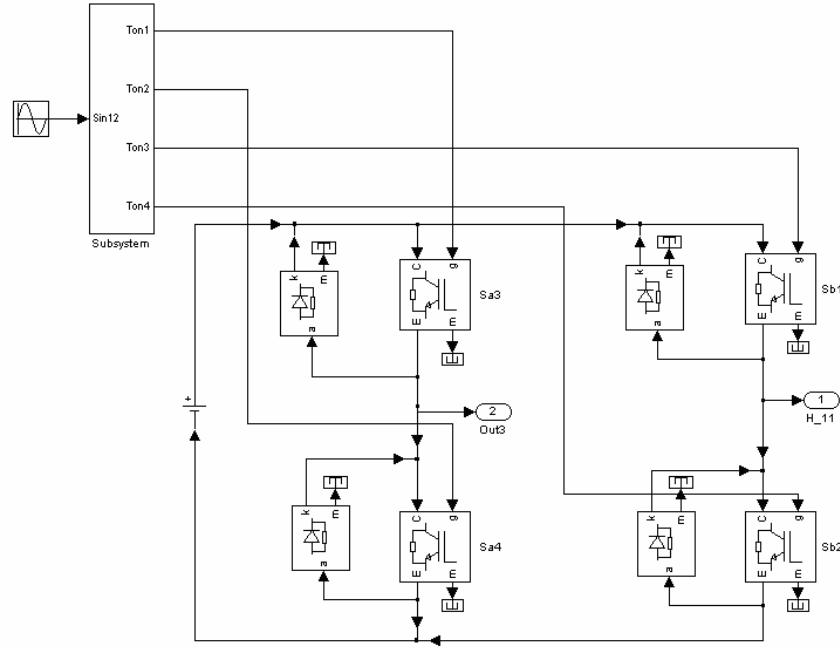 Ton1
Ton2
Sin12
Ton3
Ton4
Subsystem
k
m
a
C
g
E
m
Sa3
k
m
a
C
g
E
m
Sb1
+
2
Out3
1
H_11
k
m
a
C
g
E
m
Sa4
k
m
a
C
g
E
m
Sb2